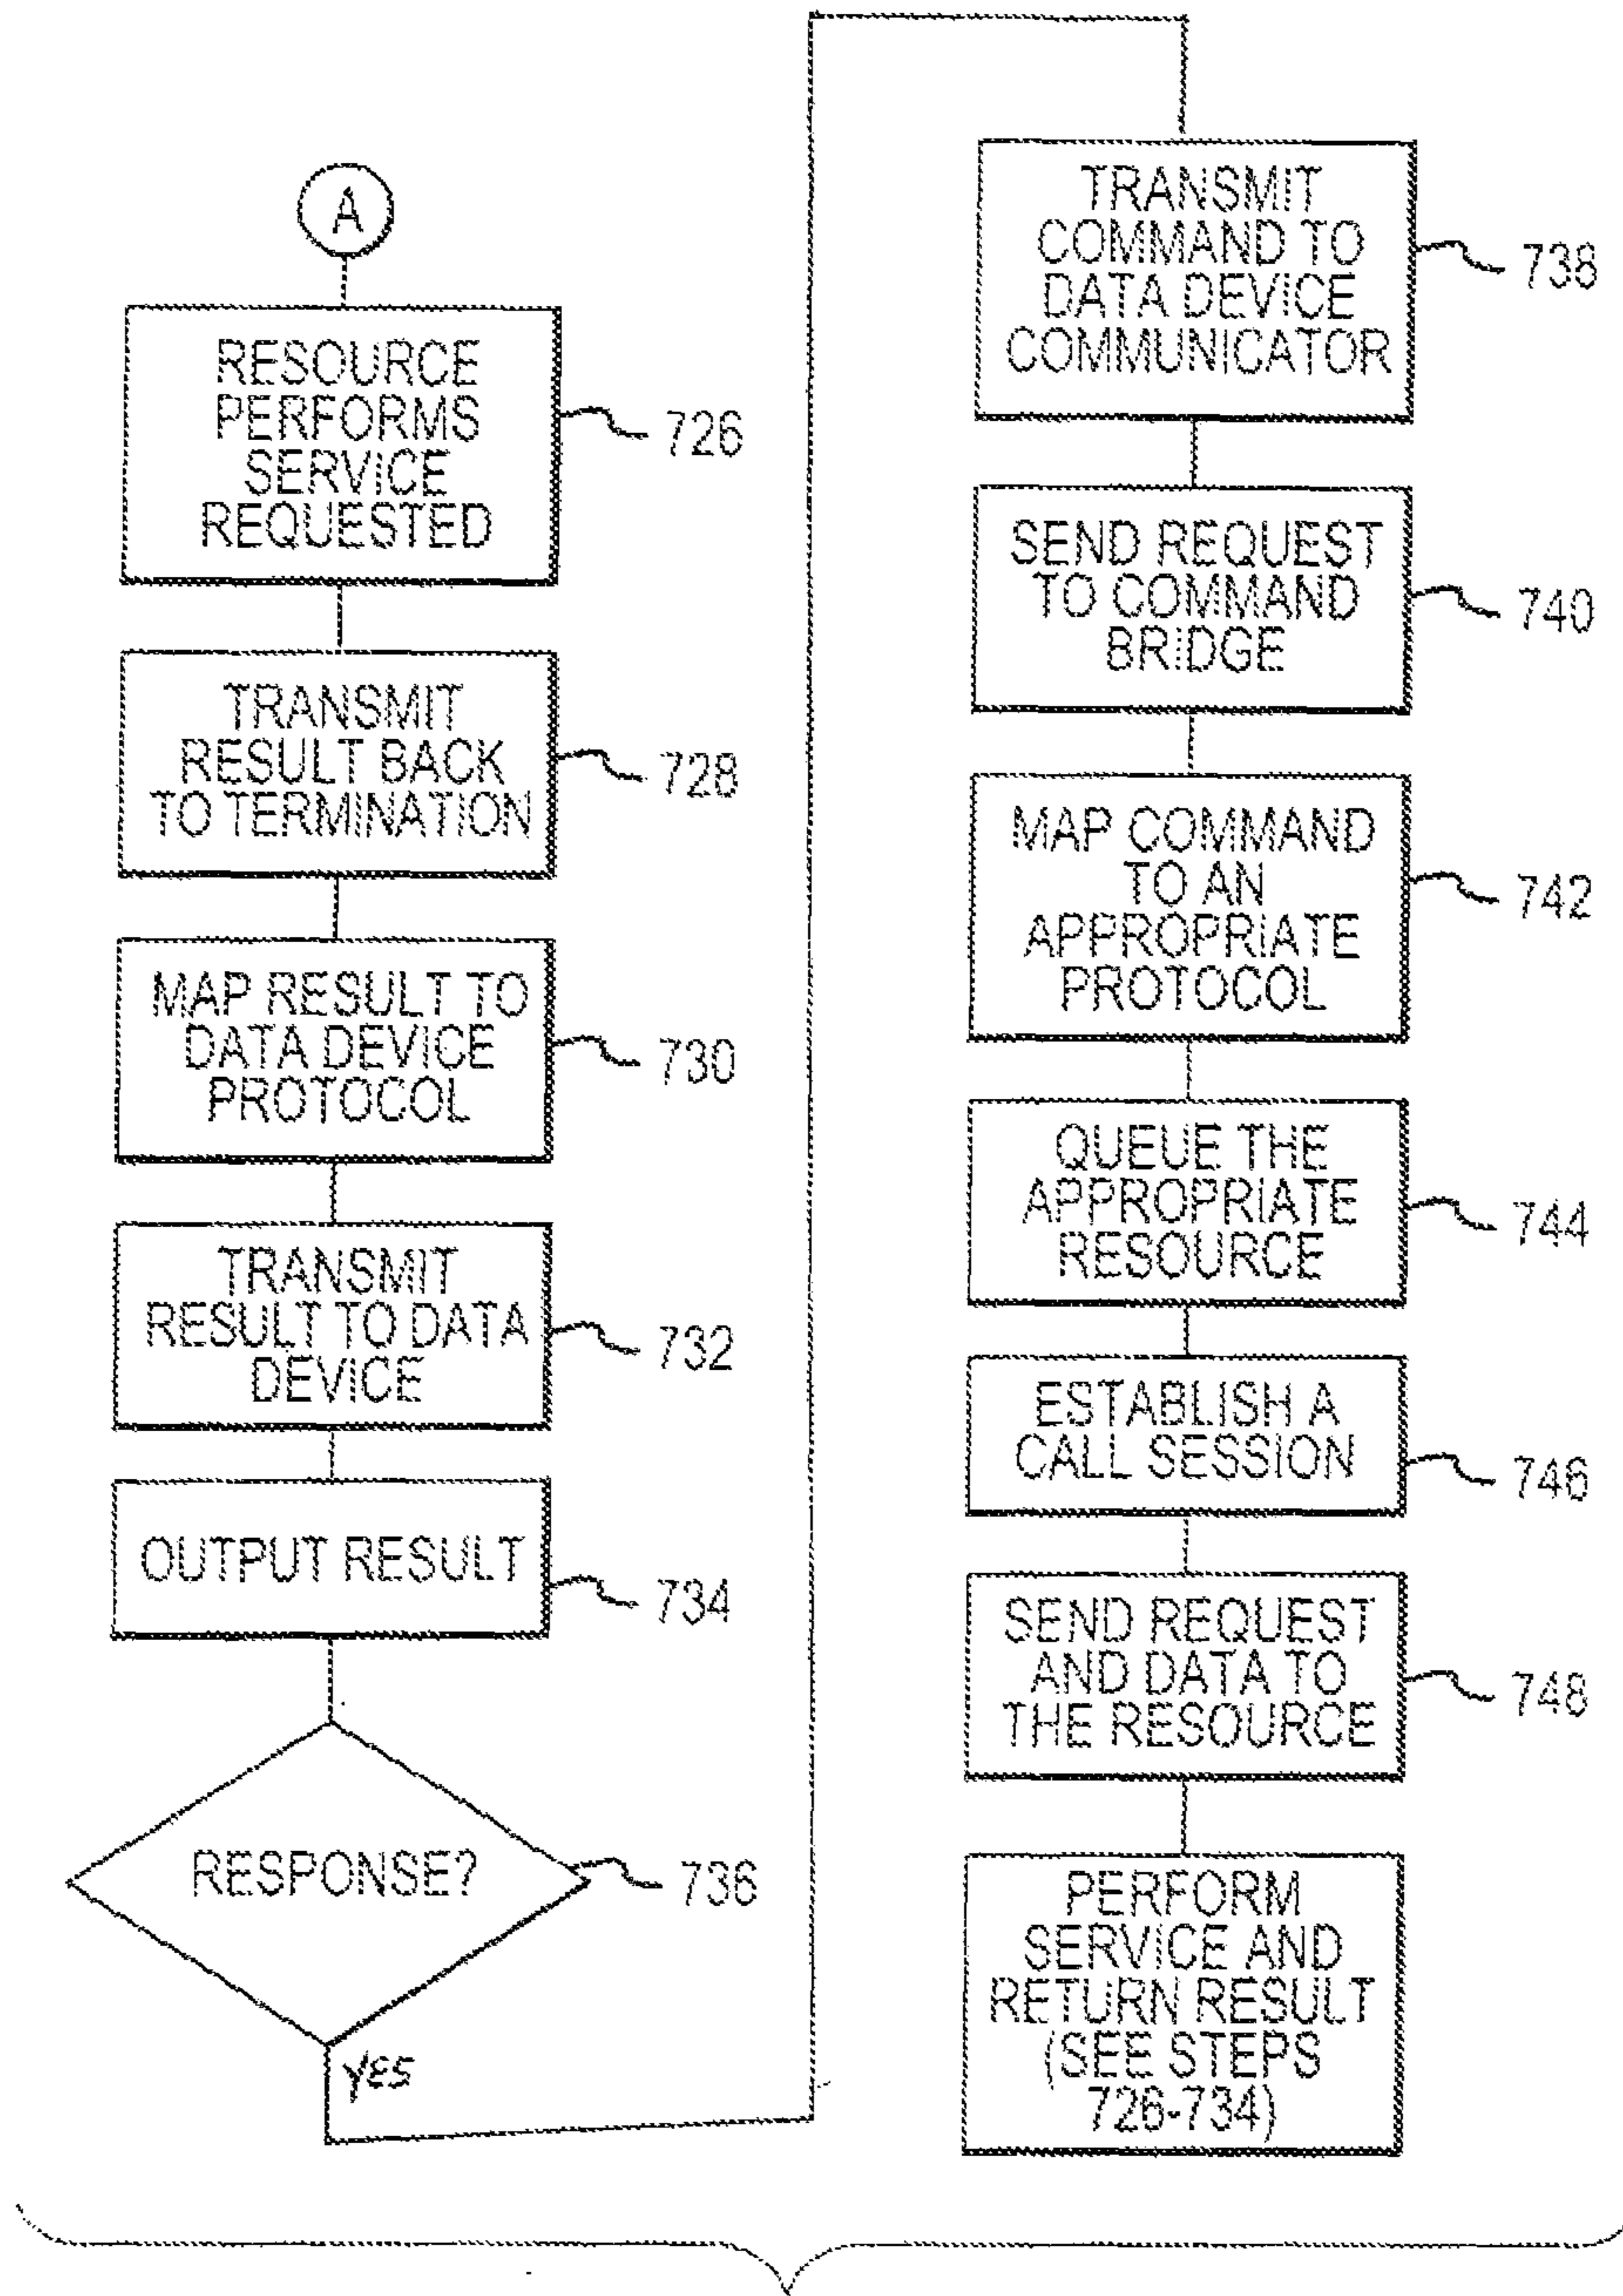 A
RESOURCE
PERFORMS
SERVICE
REQUESTED
726
TRANSMIT
RESULT BACK
TO TERMINATION
728
MAP RESULT TO
DATA DEVICE
PROTOCOL
730
TRANSMIT
RESULT TO DATA
DEVICE
732
OUTPUT RESULT
734
RESPONSE?
736
YES
TRANSMIT
COMMAND TO
DATA DEVICE
COMMUNICATOR
738
SEND REQUEST
TO COMMAND
BRIDGE
740
MAP COMMAND
TO AN
APPROPRIATE
PROTOCOL
742
QUEUE THE
APPROPRIATE
RESOURCE
744
ESTABLISH A
CALL SESSION
746
SEND REQUEST
AND DATA TO
THE RESOURCE
748
PERFORM
SERVICE AND
RETURN RESULT
(SEE STEPS
726-734)